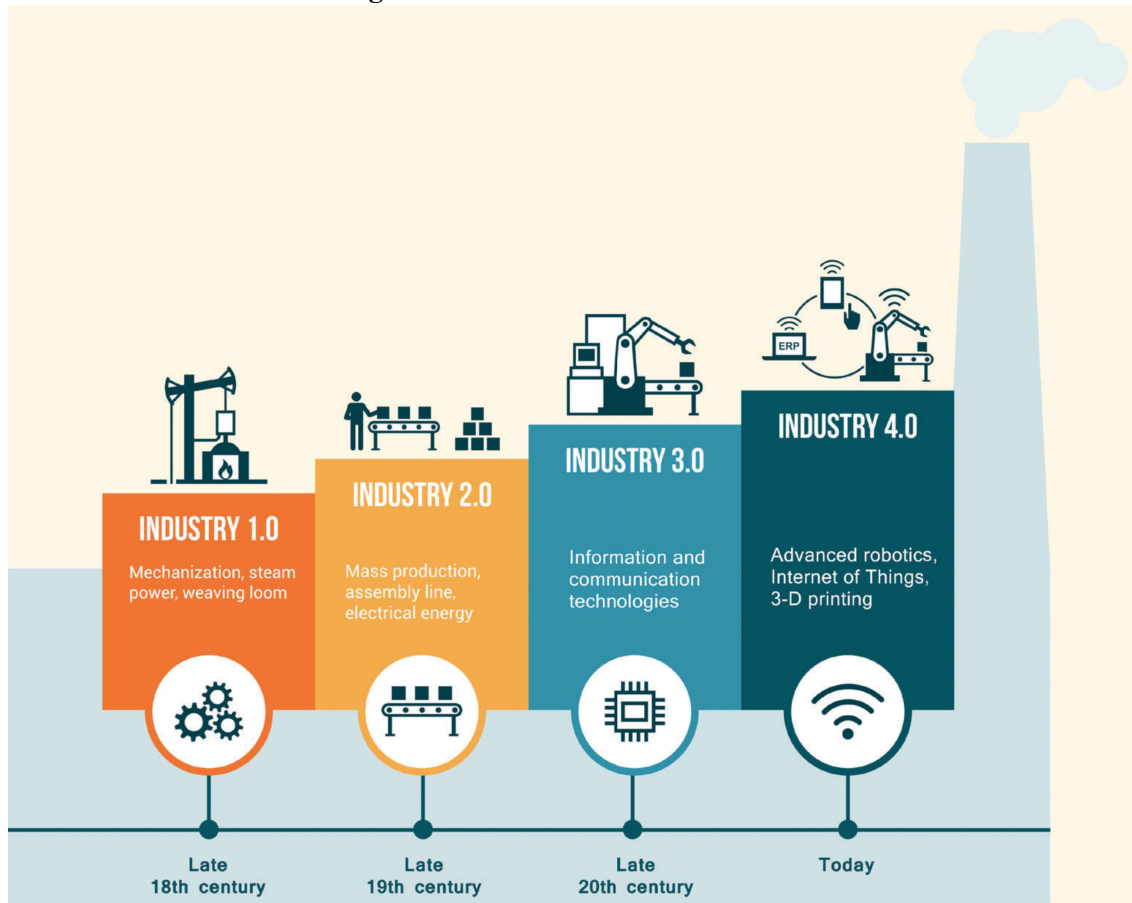 ERP
INDUSTRY 1.0
Mechanization, steam
power, weaving loom
INDUSTRY 2.0
Mass production,
assembly line,
electrical energy
INDUSTRY 3.0
Information and
communication
technologies
INDUSTRY 4.0
Advanced robotics,
Internet of Things,
3-D printing
Late
18th century
Late
19th century
Late
20th century
Today